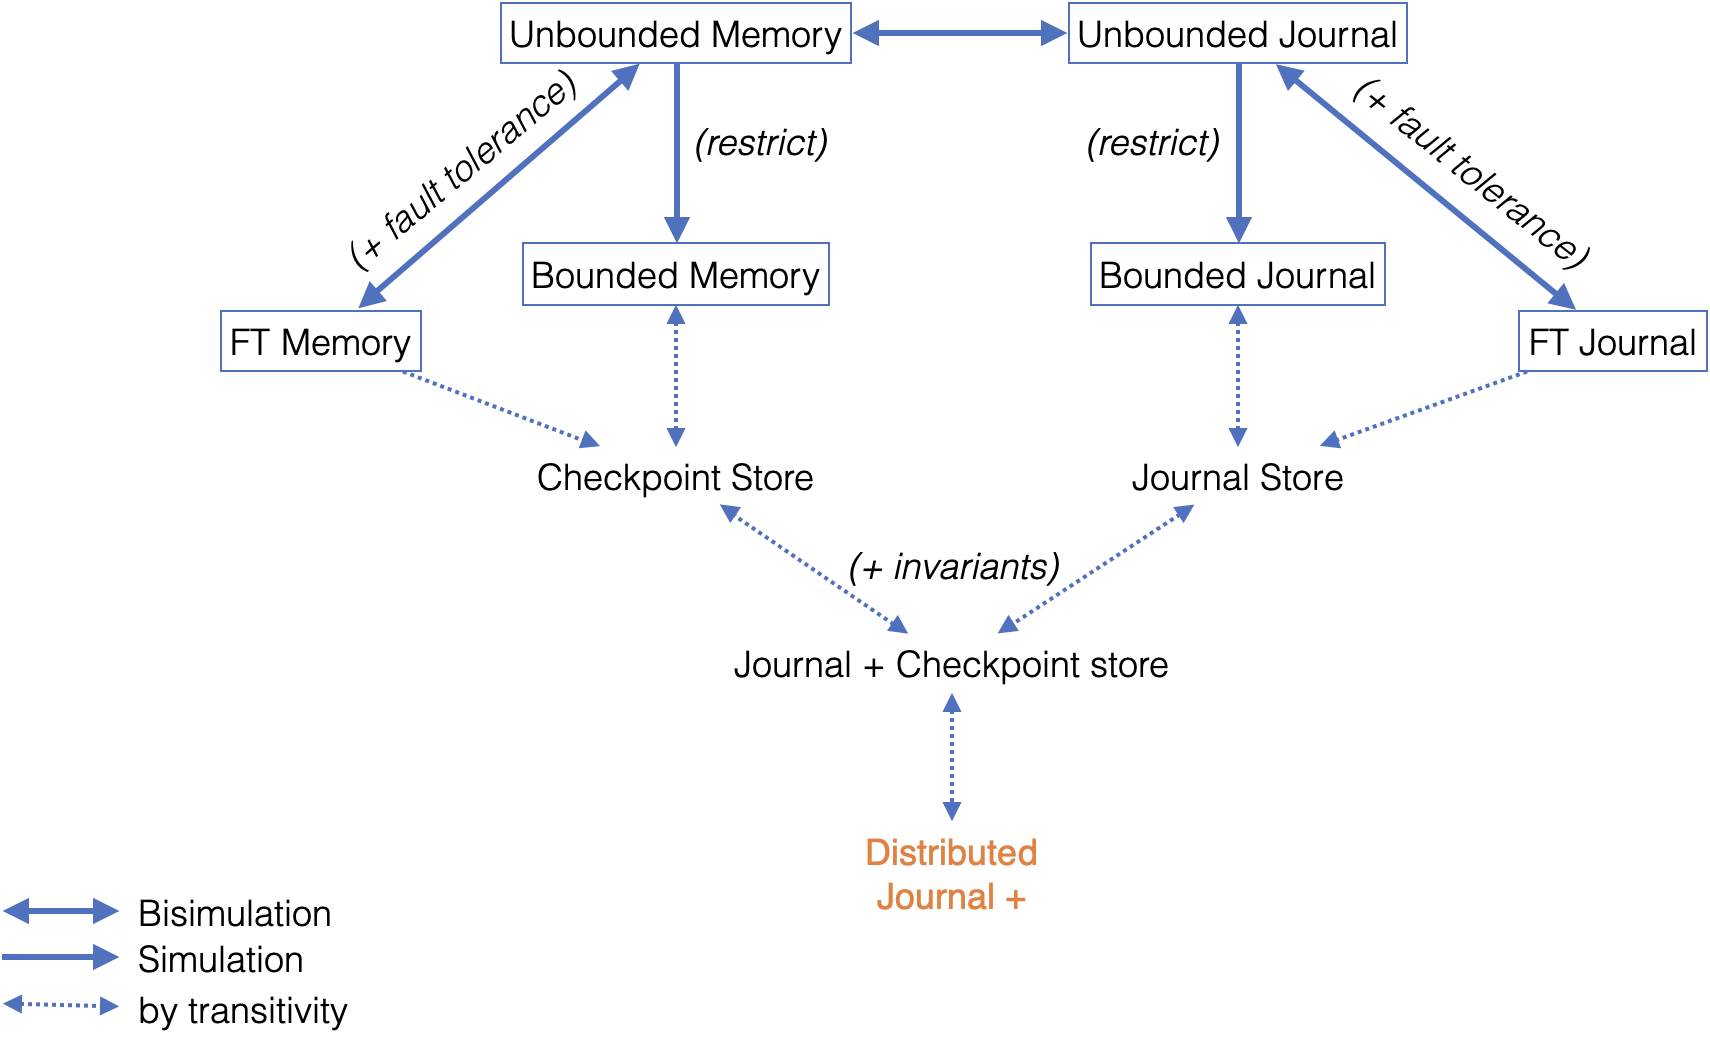 Unbounded Memory
Unbounded Journal
(+ fault tolerance)
(restrict)
(restrict)
(+ fault tolerance)
Bounded Memory
Bounded Journal
FT Memory
FT Journal
Checkpoint Store
Journal Store
(+ invariants)
Journal + Checkpoint store
Distributed
Journal +
Bisimulation
Simulation
by transitivity